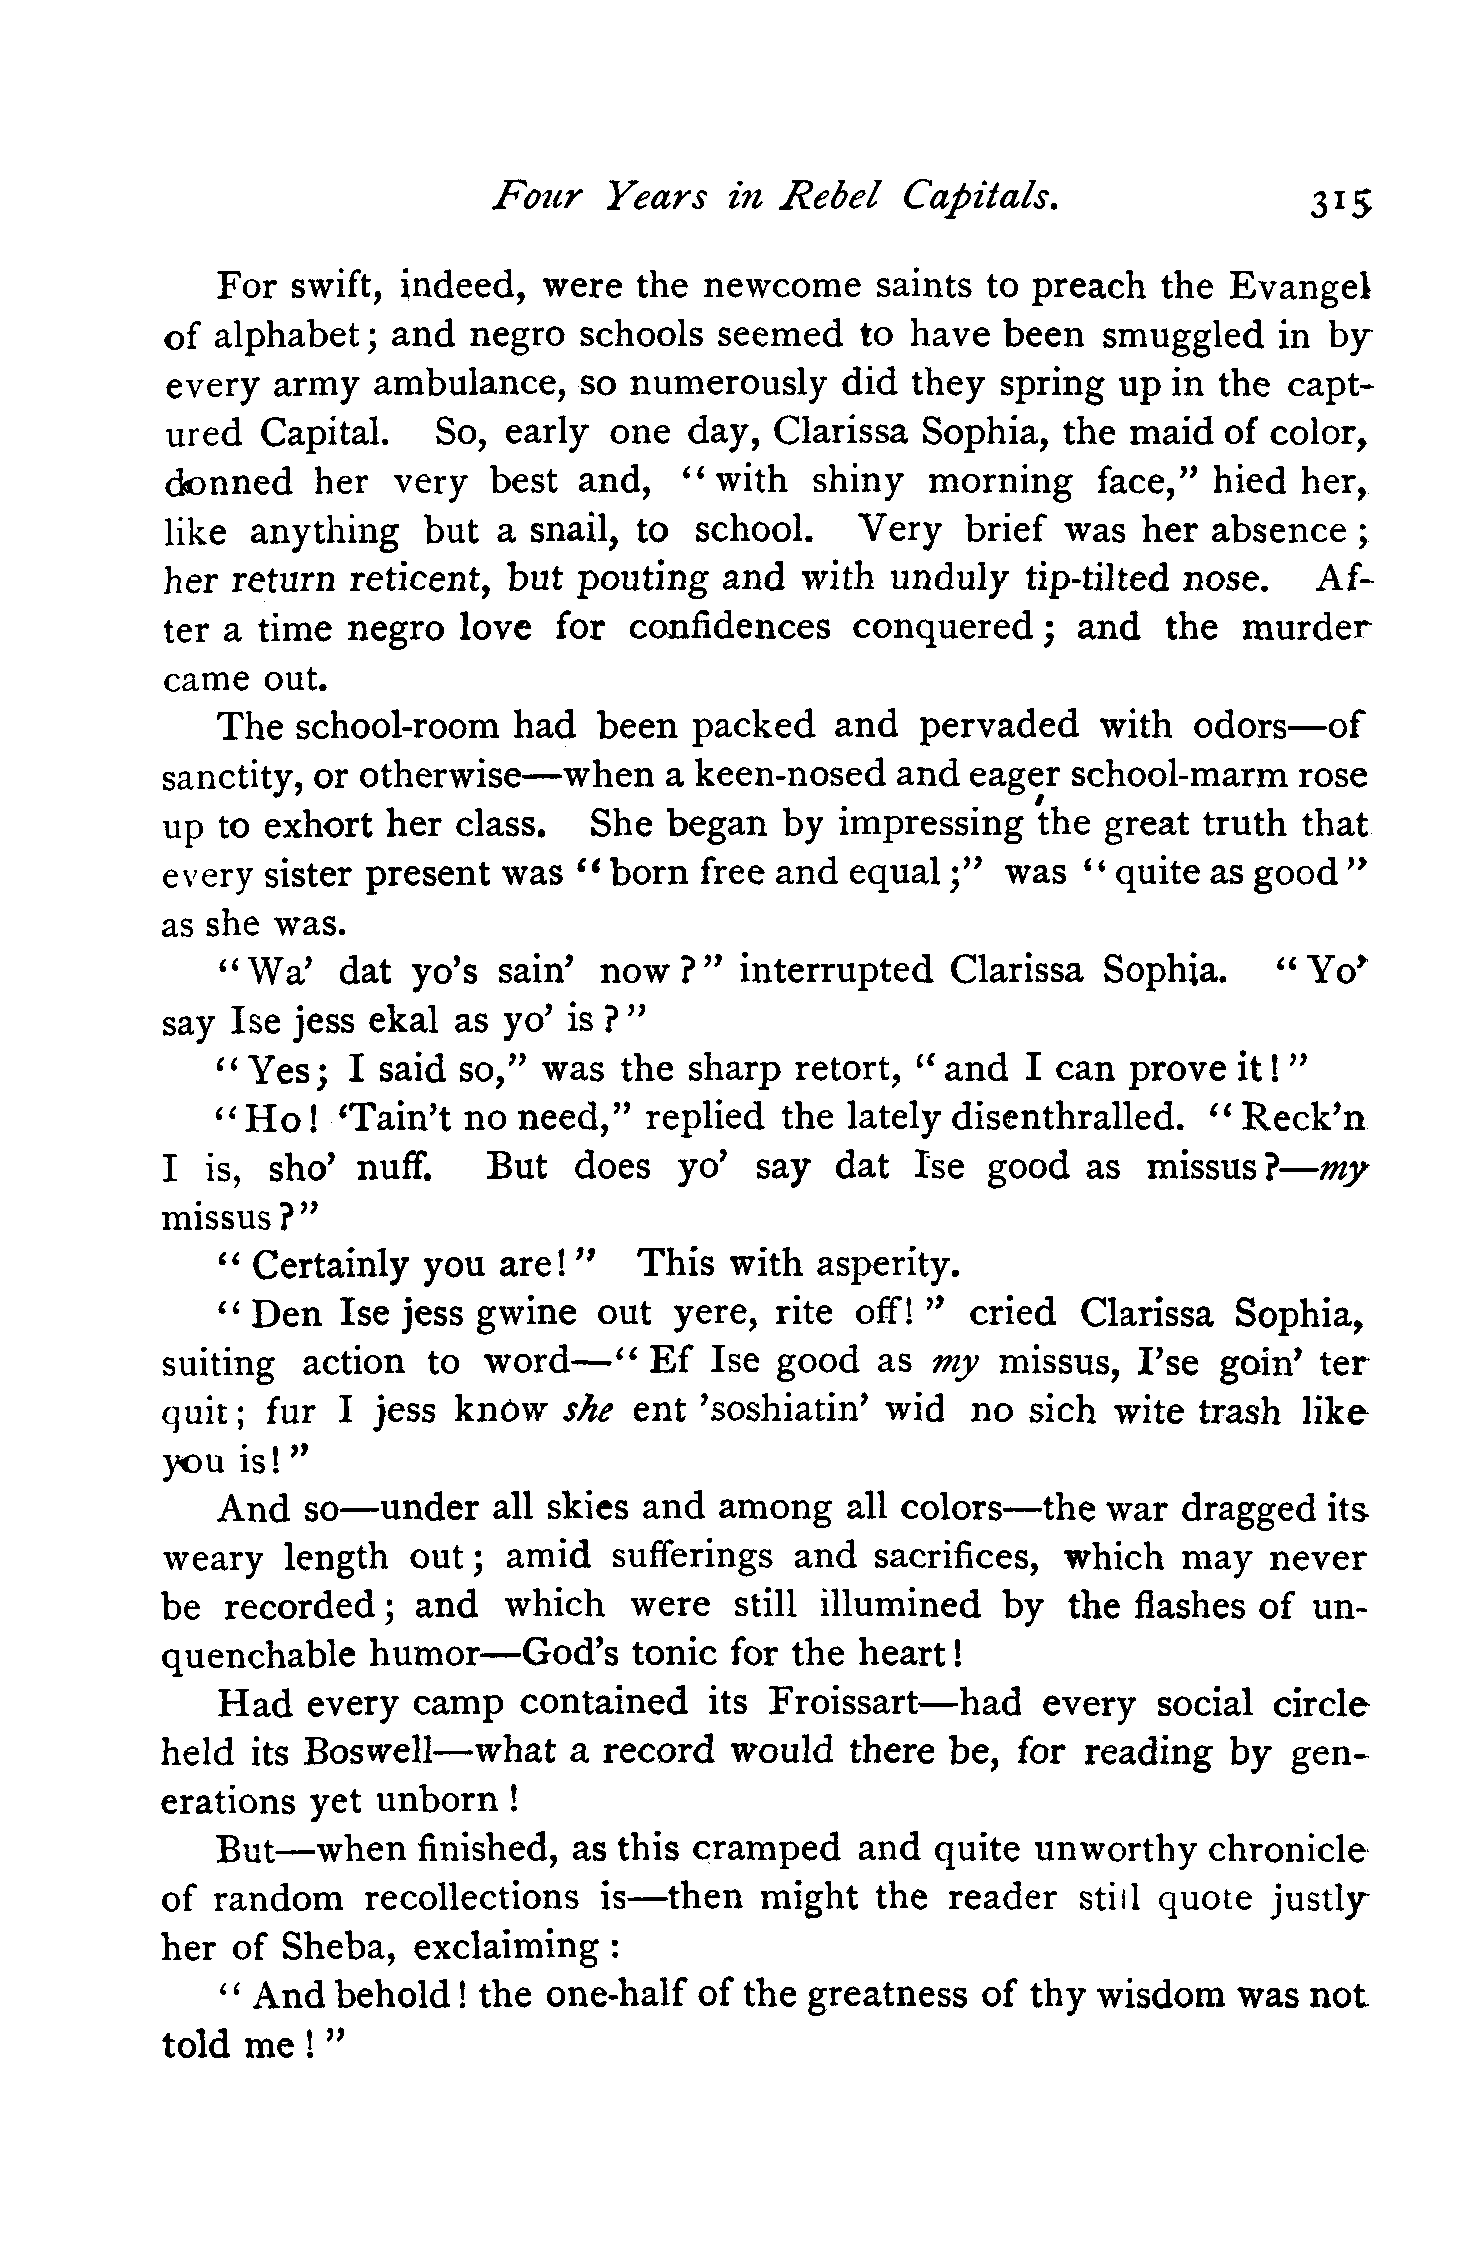 Four Years in Rebel Capitals. 315
For swift, indeed, were the newcome saints to preach the Evangel
of alphabet; and negro schools seemed to have been smuggled in by
every army ambulance, so numerously did they spring up in the capt-
ured Capital. So, early one day, Clarissa Sophia, the maid of color,
donned her very best and, "with shiny morning face," hied her,
like anything but a snail, to school. Very brief was her absence;
her return reticent, but pouting and with unduly tip-tilted nose. Af-
ter a time negro love for confidences conquered; and the murder
came out.
The school-room had been packed and pervaded with odors—of
sanctity, or otherwise—when a keen-nosed and eager school-marm rose
up to exhort her class. She began by impressing the great truth that
every sister present was "born free and equal;" was "quite as good"
as she was.
"Wa' dat yo's sain' now?" interrupted Clarissa Sophia. "Yo'
say Ise jess ekal as yo' is?"
"Yes; I said so," was the sharp retort, "and I can prove it!"
"Ho! 'Tain't no need," replied the lately disenthralled. "Reck'n
I is, sho' nuff. But does yo' say dat Ise good as missus?—my
missus?"
"Certainly you are!" This with asperity.
"Den Ise jess gwine out yere, rite off!" cried Clarissa Sophia,
suiting action to word—"Ef Ise good as my missus, I'se goin' ter
quit; fur I jess know she ent 'soshiatin' wid no sich wite trash like
you is!"
And so—under all skies and among all colors—the war dragged its
weary length out; amid sufferings and sacrifices, which may never
be recorded; and which were still illumined by the flashes of un-
quenchable humor—God's tonic for the heart!
Had every camp contained its Froissart—had every social circle
held its Boswell—what a record would there be, for reading by gen-
erations yet unborn!
But—when finished, as this cramped and quite unworthy chronicle
of random recollections is—then might the reader still quote justly
her of Sheba, exclaiming:
"And behold! the one-half of the greatness of thy wisdom was not
told me!"